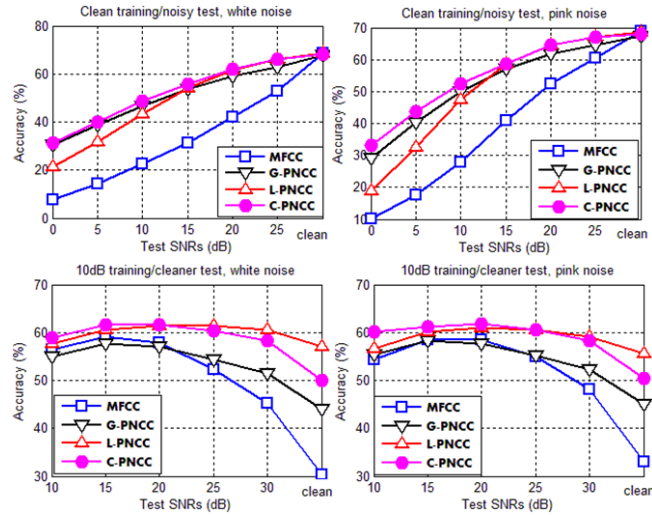 Clean training/noisy test, white noise
80
60
40
20
0
Accuracy (%)
MFCC
G-PNCC
L-PNCC
C-PNCC
0 5 10 15 20 25 clean
Test SNRs (dB)
Clean training/noisy test, pink noise
70
60
50
40
30
20
10
Accuracy (%)
MFCC
G-PNCC
L-PNCC
C-PNCC
0 5 10 15 20 25 clean
Test SNRs (dB)
10dB training/cleaner test, white noise
70
60
50
40
30
Accuracy (%)
MFCC
G-PNCC
L-PNCC
C-PNCC
10 15 20 25 30 clean
Test SNRs (dB)
10dB training/cleaner test, pink noise
70
60
50
40
30
Accuracy (%)
MFCC
G-PNCC
L-PNCC
C-PNCC
10 15 20 25 30 clean
Test SNRs (dB)